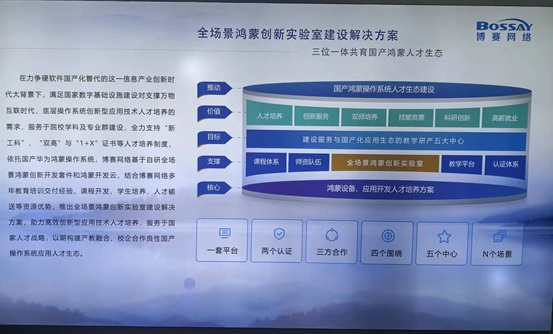 全场景鸿蒙创新实验室建设解决方案
BOSSAY
博赛网络
三位一体共育国产鸿蒙人才生态
在力争硬软件国产化替代的这一信息产业创新时
代大背景下，满足国家数字基础设施建设对支撑万物
互联时代，底层操作系统创新型应用技术人才培养的
需求，服务于院校学科及专业群建设，全力支持“新
工科”、“双高”与“1+X”证书等人才培养制度，
依托国产华为鸿蒙操作系统，博赛网络基于自研全场
景鸿蒙创新开发套件和鸿蒙开发云，结合博赛网络多
年教育培训交付经验，课程开发、学生培养、人才输
送等资源优势，推出全场景鸿蒙创新实验室建设解决
方案，助力高效创新型应用技术人才培养，服务于国
家人才战略，以期构建产教融合、校企合作良性国产
操作系统应用人才生态。
推动
国产鸿蒙操作系统人才生态建设
价值
人才培养 创新服务 双师培养 技能竞赛 科研创新 高薪就业
目标
建设服务与国产化应用生态的教学研产五大中心
支撑
课程体系 师资队伍 全场景鸿蒙创新实验室 教学平台 认证体系
核心
鸿蒙设备、应用开发人才培养方案
一套平台 两个认证 三方合作 四个围绕 五个中心 N个场景